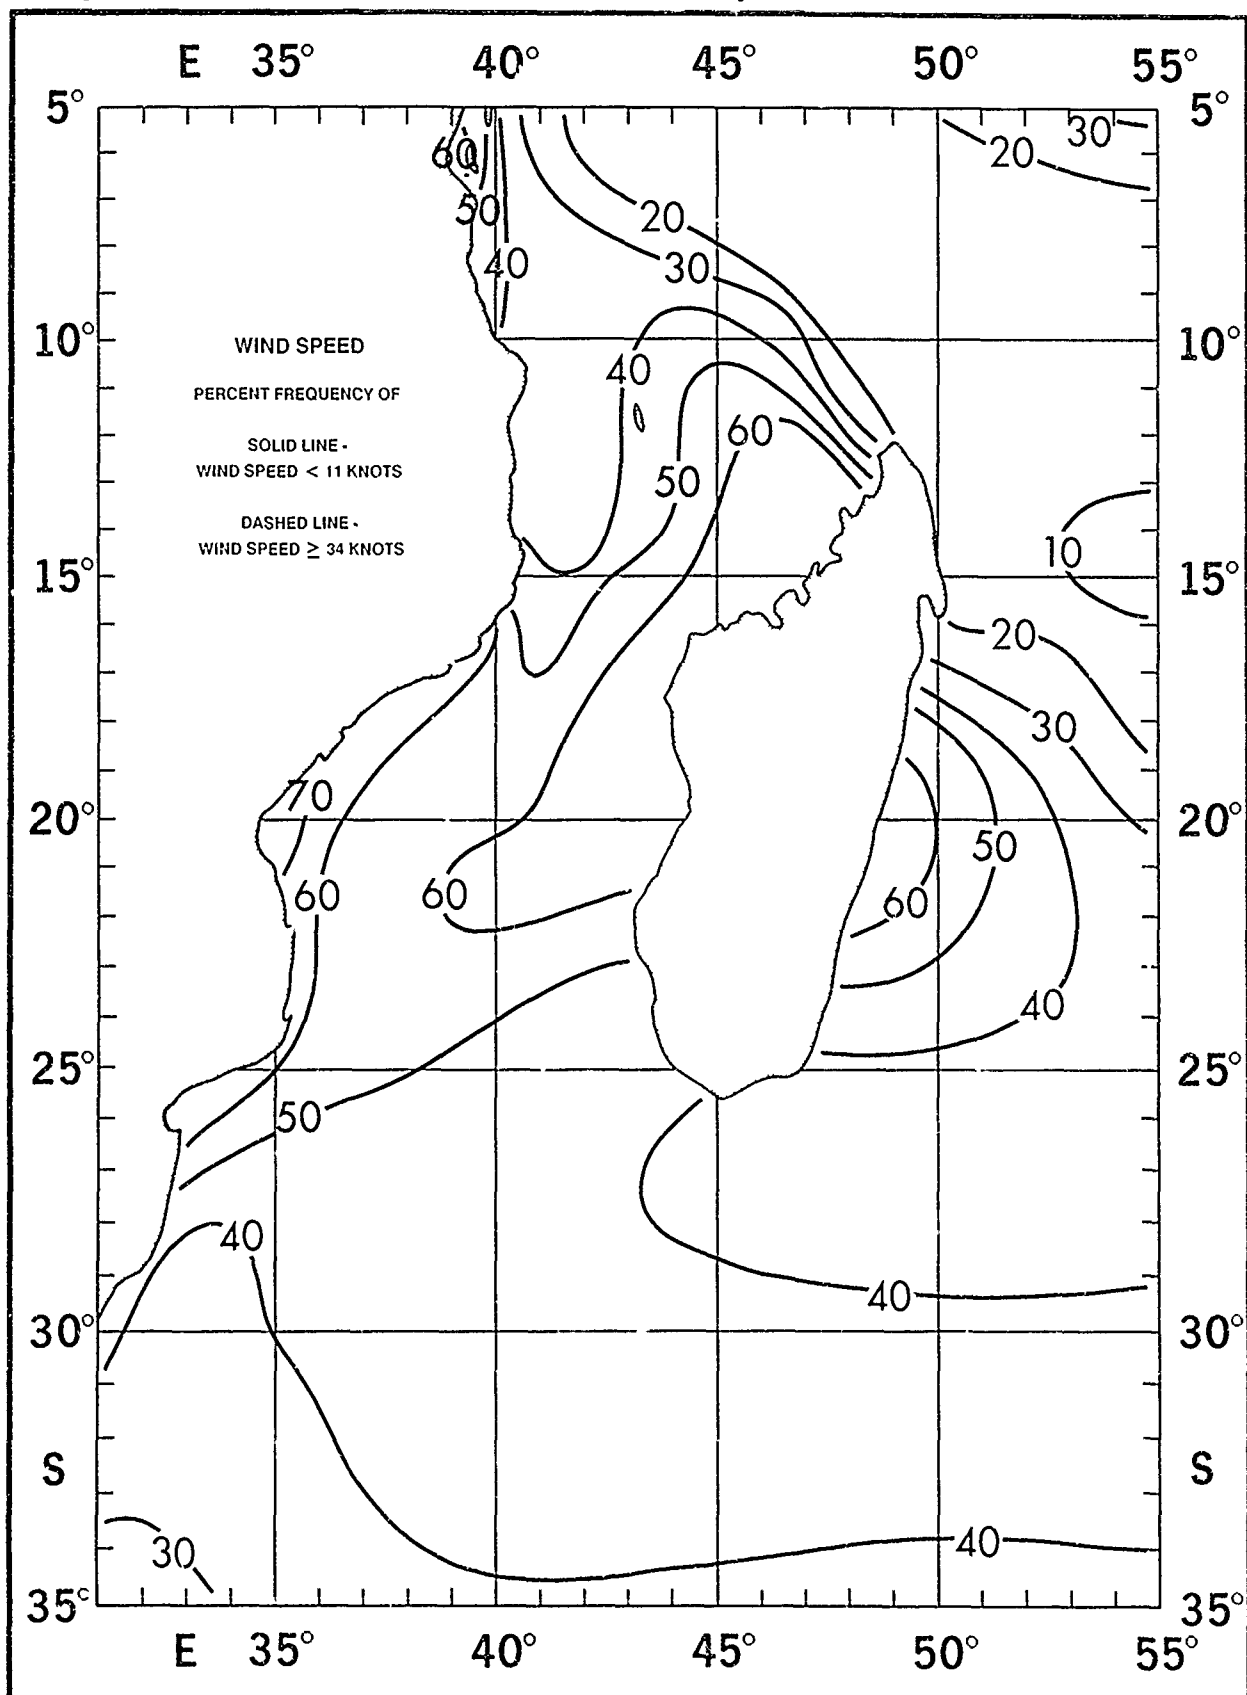 E 35° 40° 45° 50° 55°
5° 5°
30
20
60
50
20
40
30
10° 10°
WIND SPEED
40
PERCENT FREQUENCY OF
60
SOLID LINE -
WIND SPEED < 11 KNOTS
50
DASHED LINE -
WIND SPEED ≥ 34 KNOTS
10
15° 15°
20
30
70
20° 20°
50
60 60 60
40
25° 25°
50
40
40
30° 30°
S S
40
30
35° 35°
E 35° 40° 45° 50° 55°